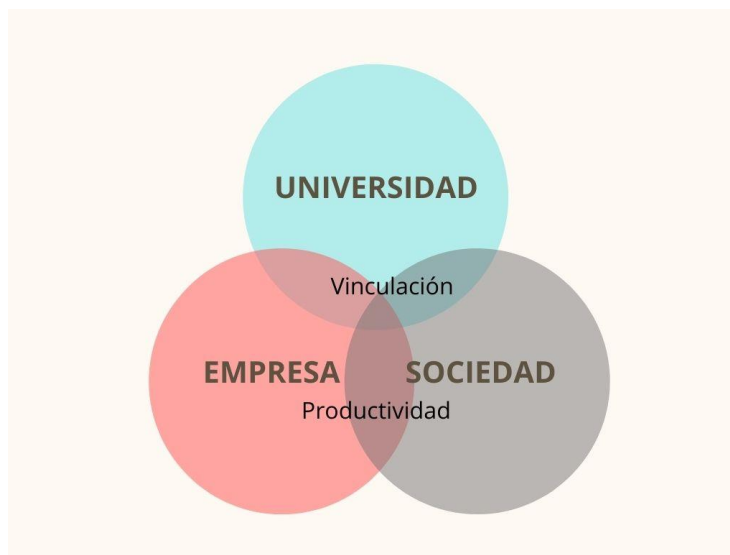 UNIVERSIDAD
Vinculación
EMPRESA
SOCIEDAD
Productividad